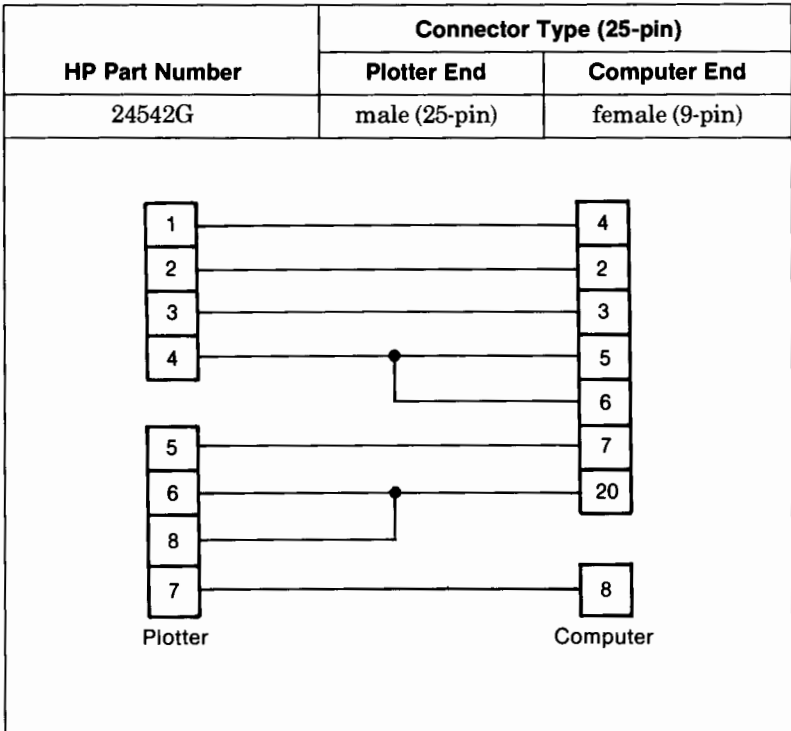 Connector Type (25-pin)
HP Part Number Plotter End Computer End
24542G male (25-pin) female (9-pin)
1 4
2 2
3 3
4 5
6
5 7
6 20
8
7 8
Plotter Computer